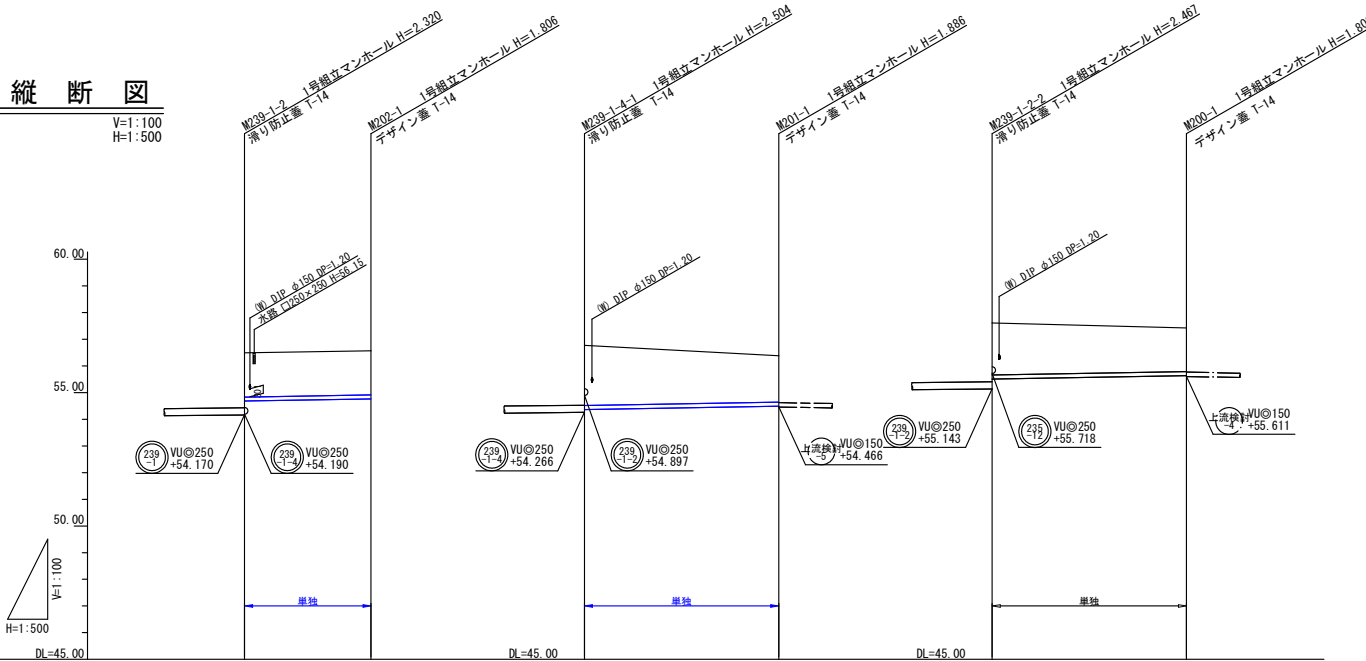 縦断図
V=1:100
H=1:500
M239-1-2 1号組立マンホール H=2.320
滑り防止蓋 T-14
M202-1 1号組立マンホール H=1.806
デザイン蓋 T-14
M239-1-4-1 1号組立マンホール H=2.504
滑り防止蓋 T-14
M201-1 1号組立マンホール H=1.886
デザイン蓋 T-14
M239-1-2-2 1号組立マンホール H=2.467
滑り防止蓋 T-14
M200-1 1号組立マンホール H=1.80
デザイン蓋 T-14
60.00
(W) DIP φ150 DP=1.20
水路 □250×250 H=56.15
(W) DIP φ150 DP=1.20
(W) DIP φ150 DP=1.20
55.00
239
-1
VU◎250
+54.170
239
-1-4
VU◎250
+54.190
239
-1-4
VU◎250
+54.266
239
-1-2
VU◎250
+54.897
上流検討
-5
VU◎150
+54.466
239
-1-2
VU◎250
+55.143
235
-12
VU◎250
+55.718
上流検討
-4
VU◎150
+55.611
50.00
V=1:100
H=1:500
単独
単独
単独
DL=45.00
DL=45.00
DL=45.00